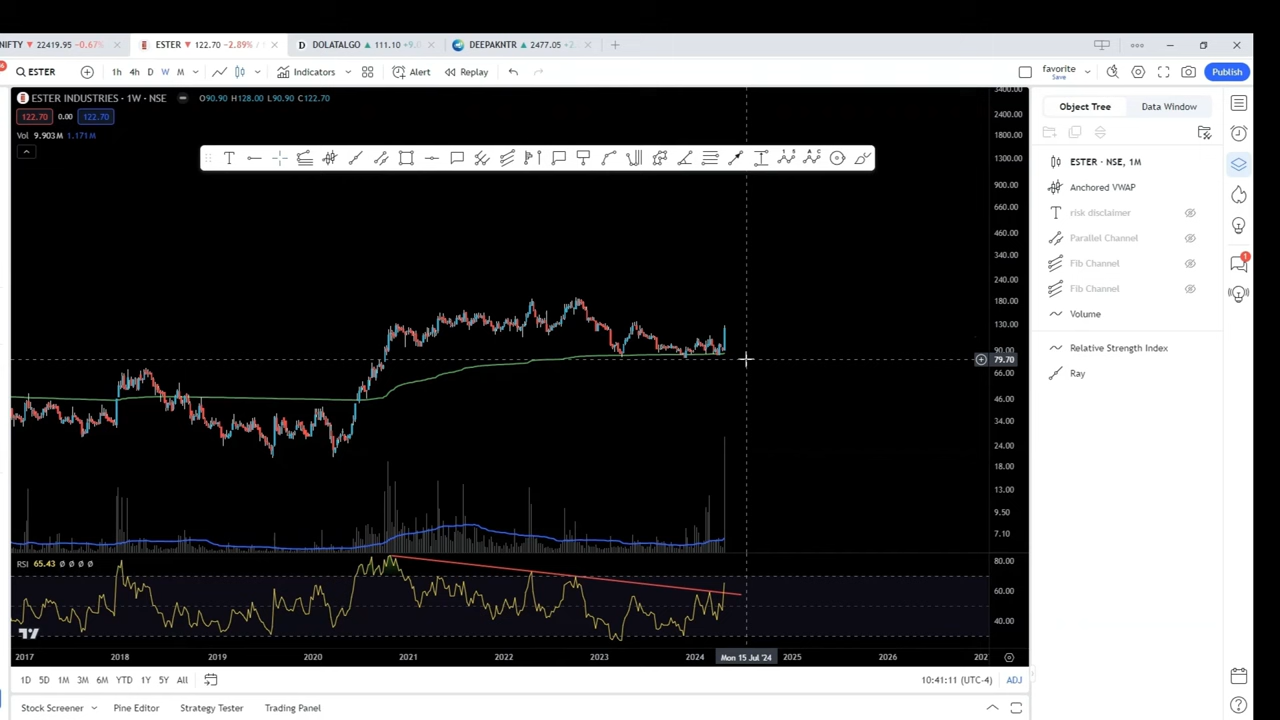 NIFTY 22419.95 -0.67%
ESTER 122.70 -2.89% /
D DOLATALGO 111.10 +9.0
DEEPAKNTR 2477.05 +2.
ESTER
1h 4h D W M
Indicators
Alert
Replay
favorite
Save
Publish
ESTER INDUSTRIES · 1W · NSE
O90.90 H128.00 L90.90 C122.70
122.70 0.00 122.70
Vol 9.903M 1.171M
Object Tree
Data Window
ESTER · NSE, 1M
Anchored VWAP
risk disclaimer
Parallel Channel
Fib Channel
Fib Channel
Volume
Relative Strength Index
Ray
3400.00
2400.00
1800.00
1300.00
900.00
660.00
460.00
340.00
240.00
180.00
130.00
90.00
79.70
66.00
46.00
34.00
24.00
18.00
13.00
9.50
7.10
RSI 65.43 Ø Ø Ø Ø
80.00
60.00
40.00
2017 2018 2019 2020 2021 2022 2023 2024 Mon 15 Jul '24 2025 2026 202
1D 5D 1M 3M 6M YTD 1Y 5Y All
10:41:11 (UTC-4)
ADJ
Stock Screener
Pine Editor
Strategy Tester
Trading Panel